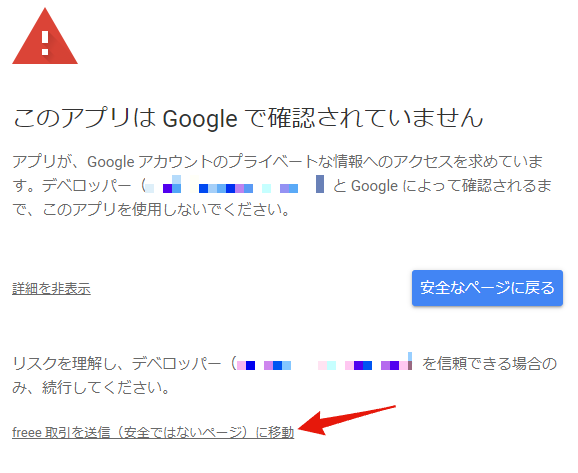 このアプリは Google で確認されていません
アプリが、Google アカウントのプライベートな情報へのアクセスを求めていま
す。デベロッパー（ と Google によって確認されるま
で、このアプリを使用しないでください。
詳細を非表示
安全なページに戻る
リスクを理解し、デベロッパー（ を信頼できる場合の
み、続行してください。
freee 取引を送信（安全ではないページ）に移動